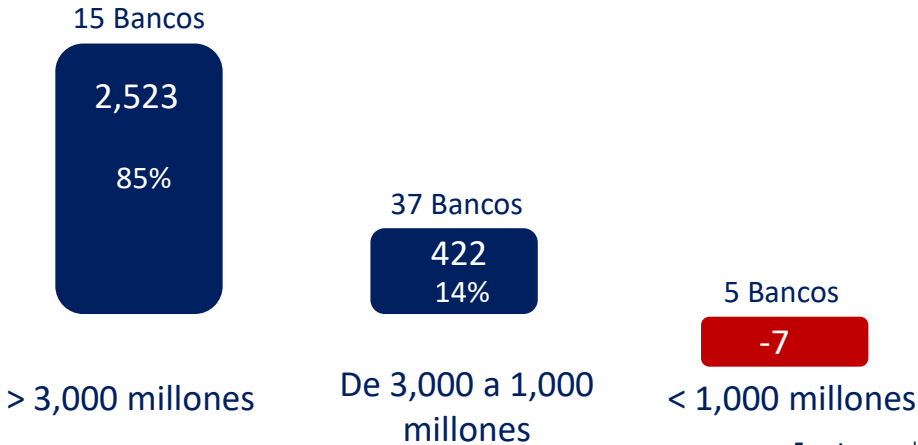 15 Bancos
2,523
85%
37 Bancos
422
14%
5 Bancos
-7
> 3,000 millones
De 3,000 a 1,000
millones
< 1,000 millones